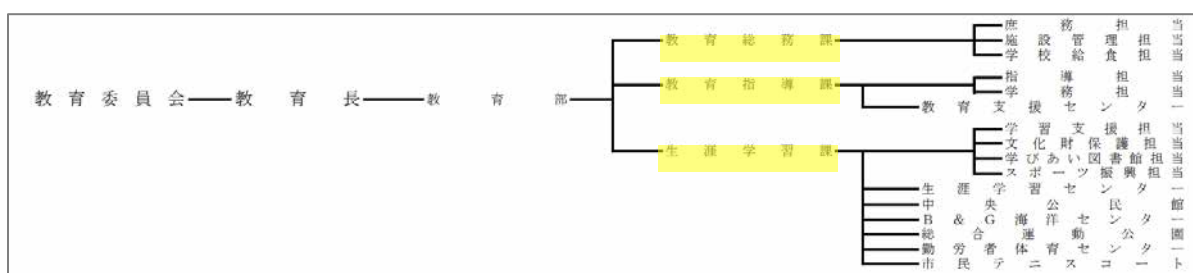 教育委員会
教育長
教育部
教育総務課
庶務担当
施設管理担当
学校給食担当
教育指導課
指導担当
学務担当
教育支援センター
生涯学習課
学習支援担当
文化財保護担当
学びあい図書館担当
スポーツ振興担当
生涯学習センター
中央公民館
B&G海洋センター
総合運動公園
勤労者体育センター
市民テニスコート